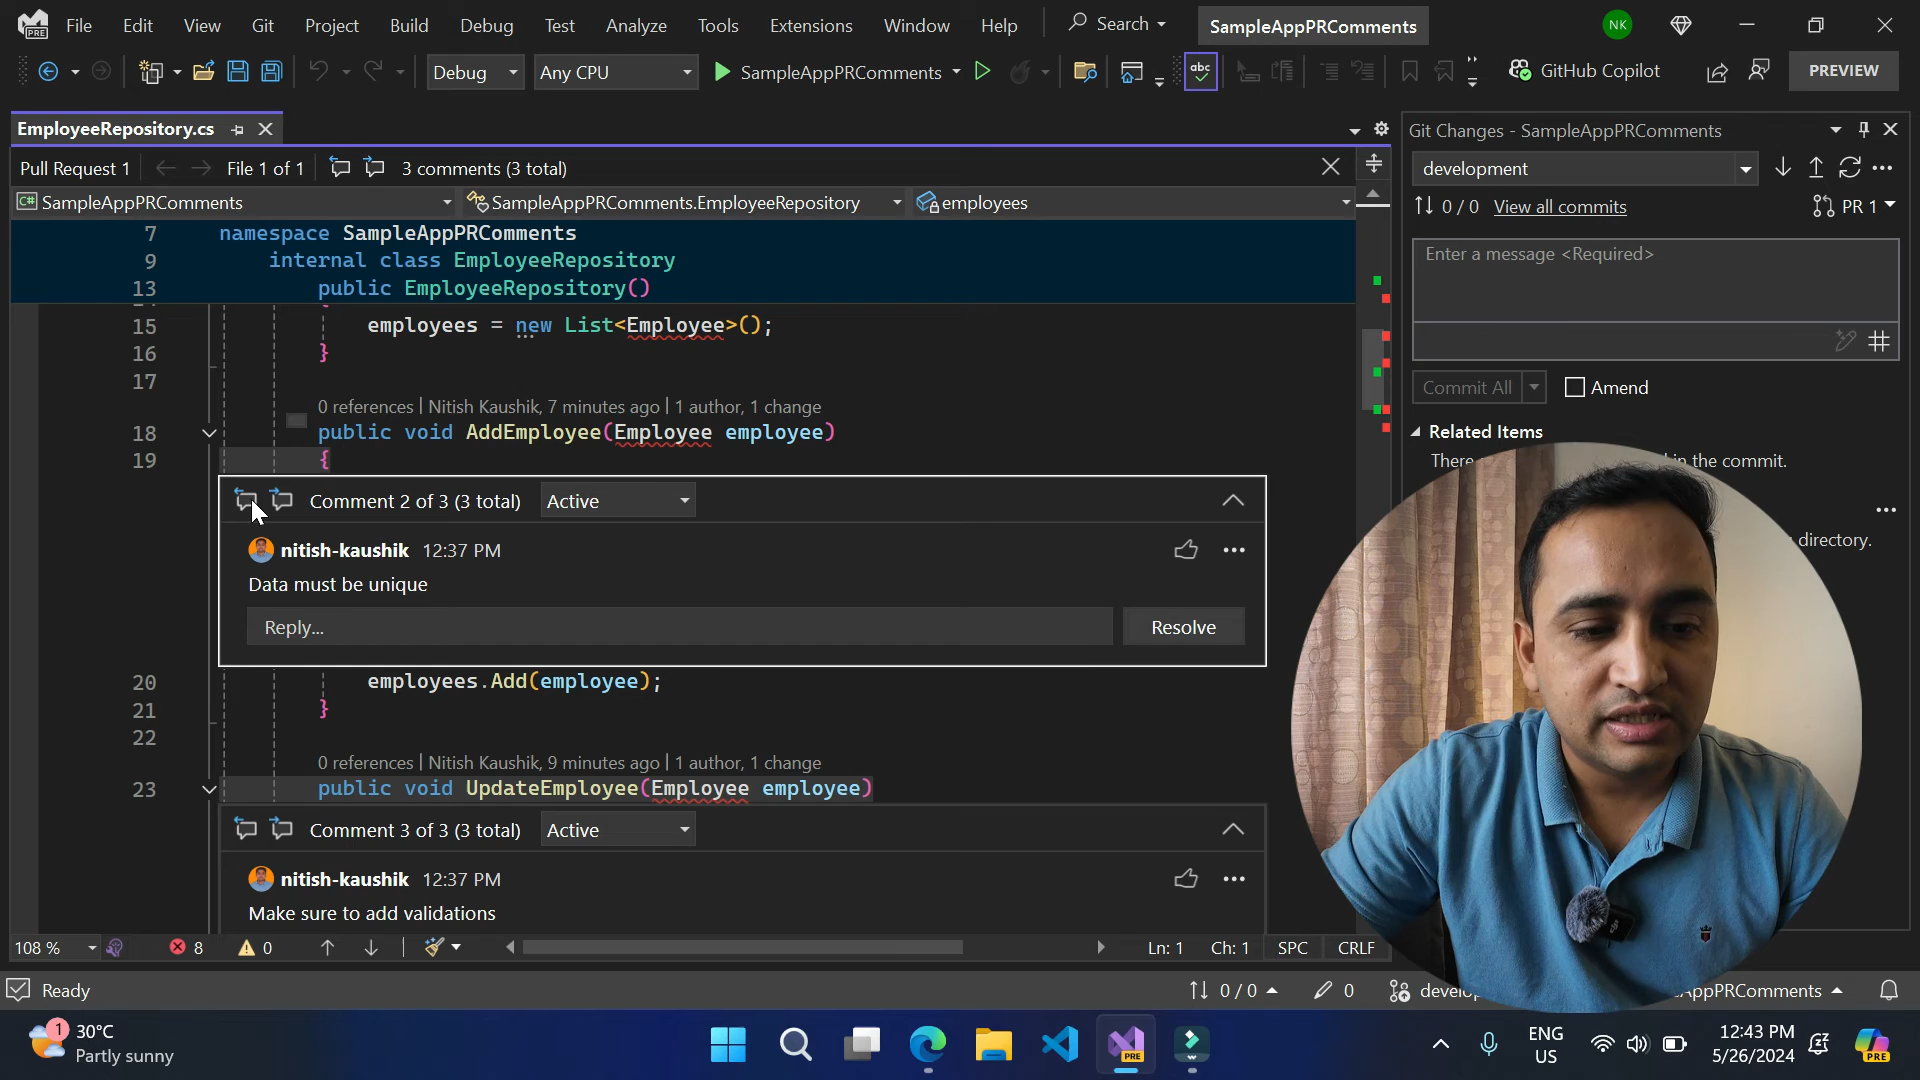 PRE
File Edit View Git Project Build Debug Test Analyze Tools Extensions Window Help Search SampleAppPRComments NK
Debug Any CPU SampleAppPRComments abc GitHub Copilot PREVIEW
EmployeeRepository.cs
Git Changes - SampleAppPRComments
Pull Request 1 File 1 of 1 3 comments (3 total)
development
C# SampleAppPRComments SampleAppPRComments.EmployeeRepository employees
0 / 0 View all commits PR 1
7 namespace SampleAppPRComments
9 internal class EmployeeRepository
13 public EmployeeRepository()
Enter a message <Required>
15 employees = new List<Employee>();
16 }
17
Commit All Amend
0 references | Nitish Kaushik, 7 minutes ago | 1 author, 1 change
18 public void AddEmployee(Employee employee)
19 {
Related Items
There in the commit.
directory.
Comment 2 of 3 (3 total) Active
nitish-kaushik 12:37 PM
Data must be unique
Reply... Resolve
20 employees.Add(employee);
21 }
22
0 references | Nitish Kaushik, 9 minutes ago | 1 author, 1 change
23 public void UpdateEmployee(Employee employee)
Comment 3 of 3 (3 total) Active
nitish-kaushik 12:37 PM
Make sure to add validations
108 % 8 0 Ln: 1 Ch: 1 SPC CRLF
Ready 0 / 0 0 develop AppPRComments
1 30°C
Partly sunny
PRE
ENG
US
12:43 PM
5/26/2024
PRE